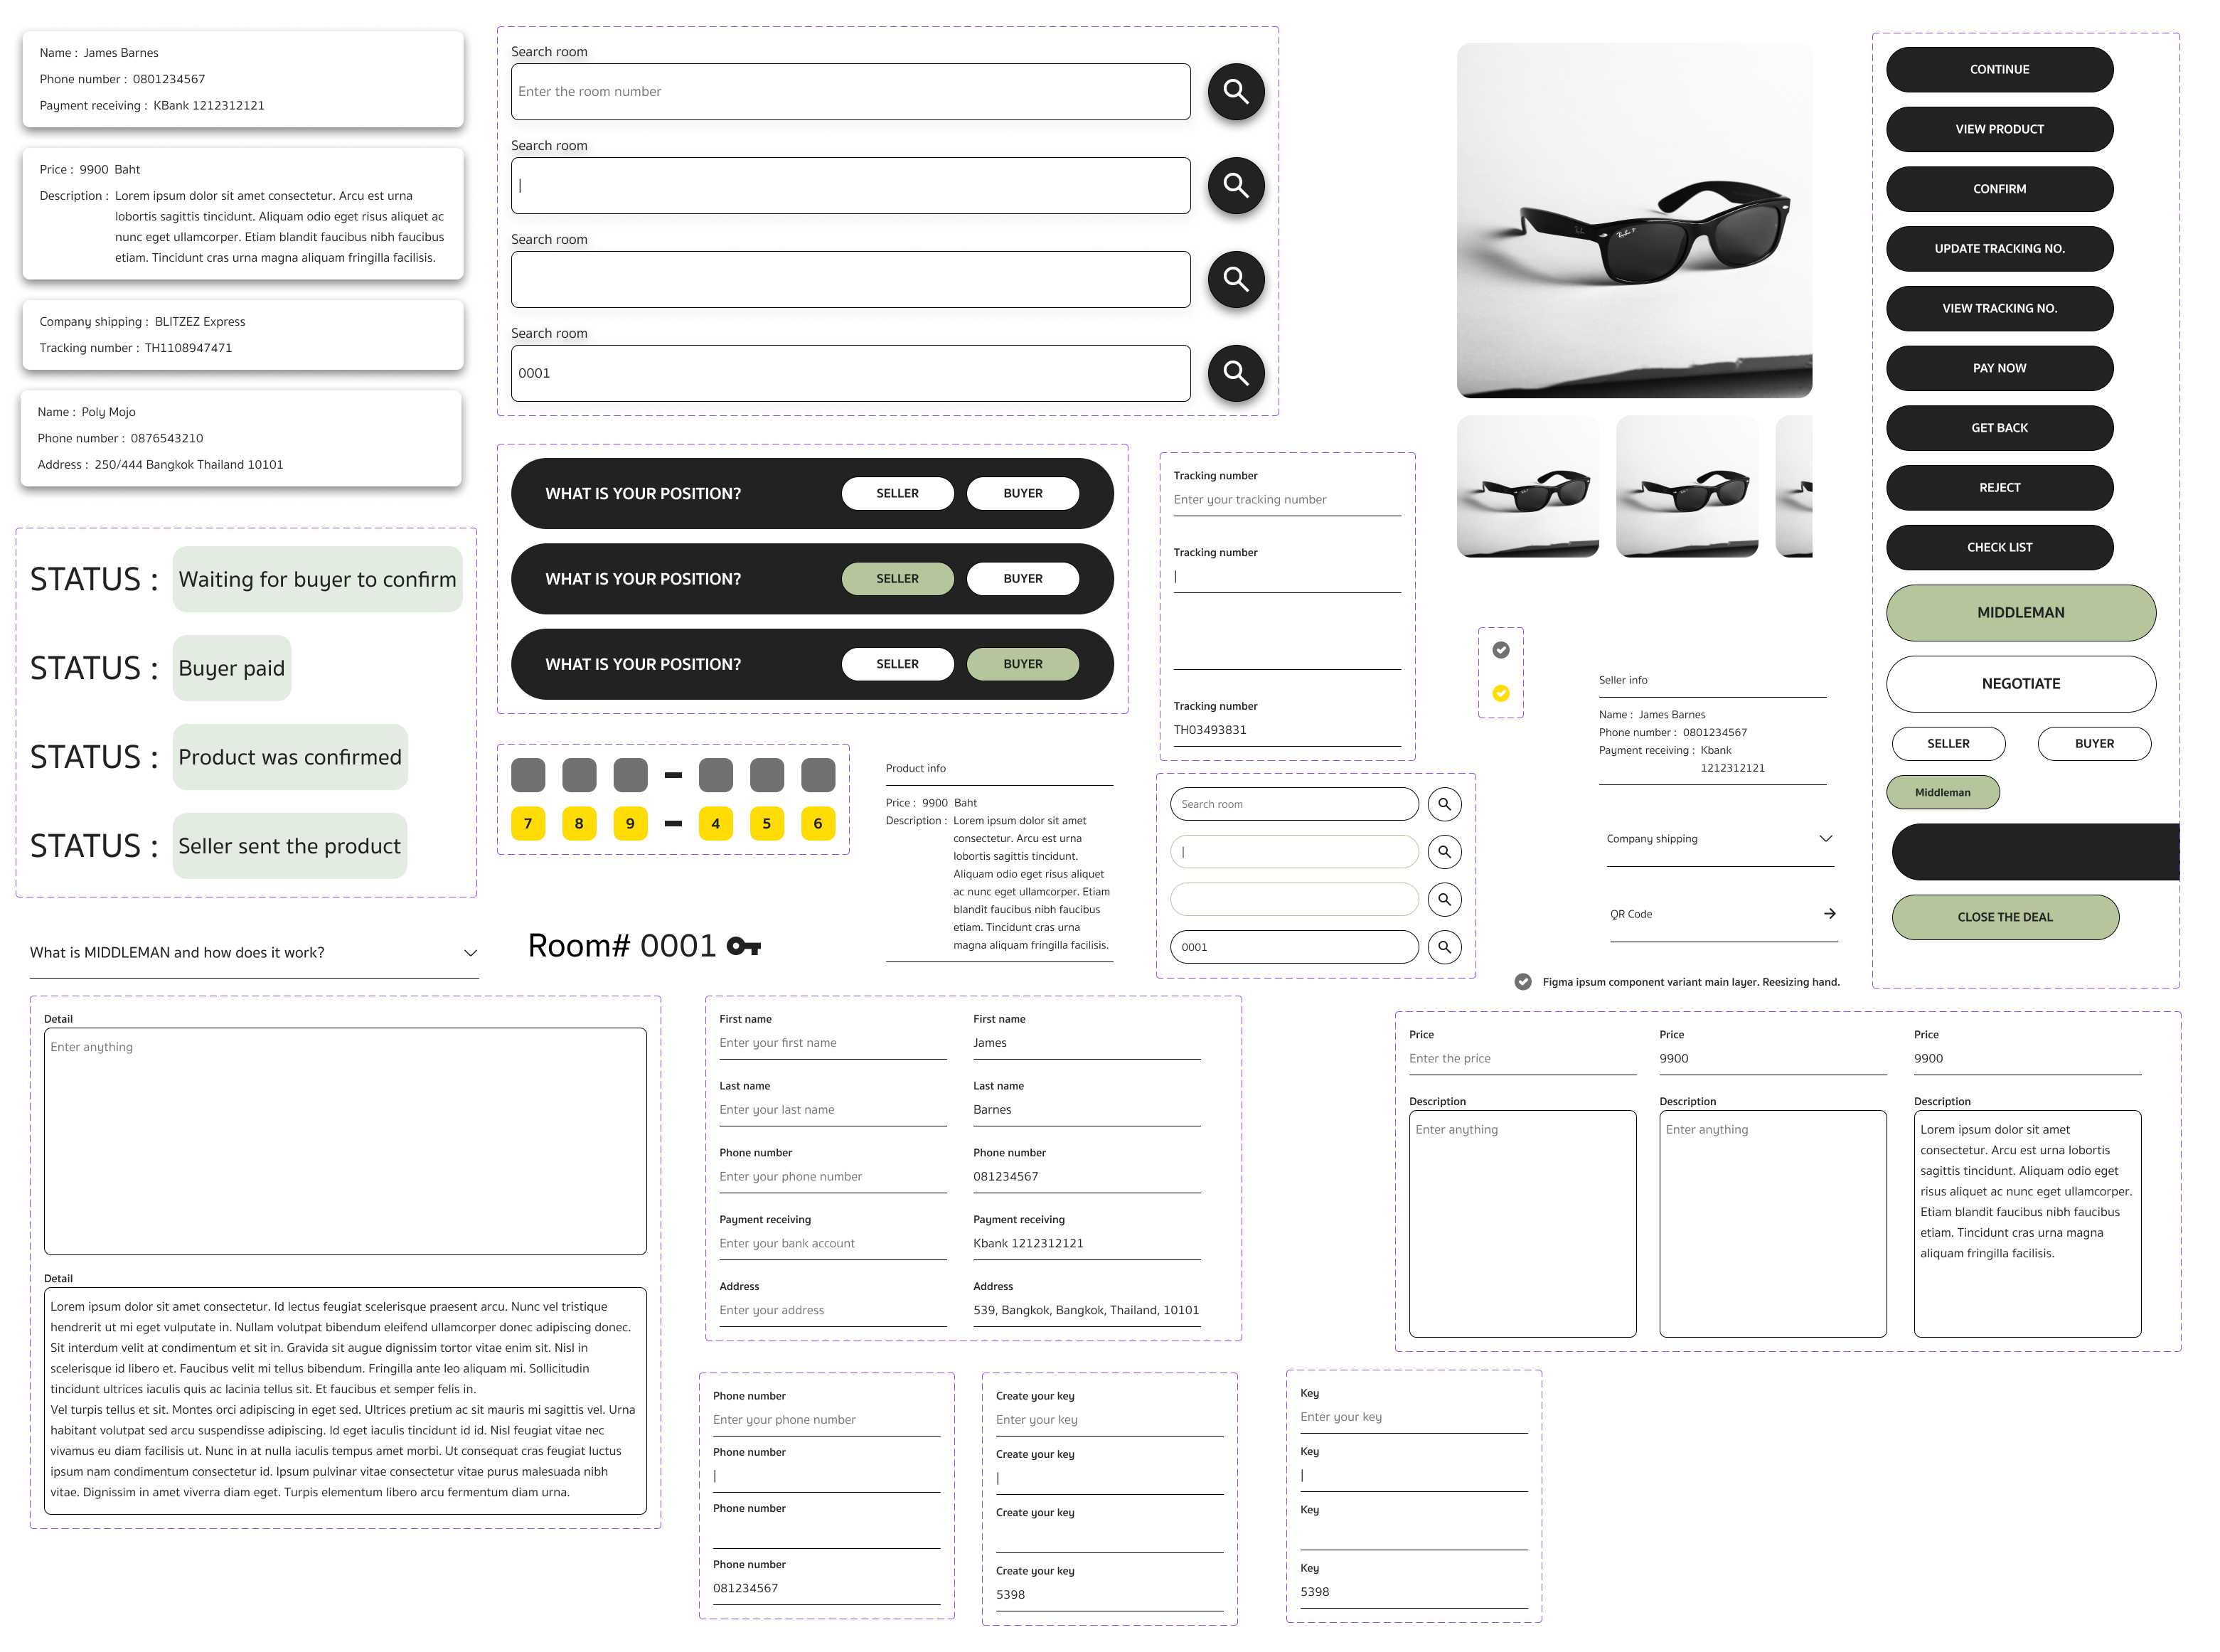 Name : James Barnes
Phone number : 0801234567
Payment receiving : KBank 1212312121
Price : 9900 Baht
Description : Lorem ipsum dolor sit amet consectetur. Arcu est urna
lobortis sagittis tincidunt. Aliquam odio eget risus aliquet ac
nunc eget ullamcorper. Etiam blandit faucibus nibh faucibus
etiam. Tincidunt cras urna magna aliquam fringilla facilisis.
Company shipping : BLITZEZ Express
Tracking number : TH1108947471
Name : Poly Mojo
Phone number : 0876543210
Address : 250/444 Bangkok Thailand 10101
STATUS : Waiting for buyer to confirm
STATUS : Buyer paid
STATUS : Product was confirmed
STATUS : Seller sent the product
What is MIDDLEMAN and how does it work?
Search room
Enter the room number
Search room
|
Search room
Search room
0001
WHAT IS YOUR POSITION? SELLER BUYER
WHAT IS YOUR POSITION? SELLER BUYER
WHAT IS YOUR POSITION? SELLER BUYER
7 8 9 - 4 5 6
Room# 0001
Product info
Price : 9900 Baht
Description : Lorem ipsum dolor sit amet
consectetur. Arcu est urna
lobortis sagittis tincidunt.
Aliquam odio eget risus aliquet
ac nunc eget ullamcorper. Etiam
blandit faucibus nibh faucibus
etiam. Tincidunt cras urna
magna aliquam fringilla facilisis.
Tracking number
Enter your tracking number
Tracking number
|
Tracking number
TH03493831
Search room
|
0001
Ray-Ban
Seller info
Name : James Barnes
Phone number : 0801234567
Payment receiving : Kbank
1212312121
Company shipping
QR Code
Figma ipsum component variant main layer. Reesizing hand.
CONTINUE
VIEW PRODUCT
CONFIRM
UPDATE TRACKING NO.
VIEW TRACKING NO.
PAY NOW
GET BACK
REJECT
CHECK LIST
MIDDLEMAN
NEGOTIATE
SELLER BUYER
Middleman
CLOSE THE DEAL
Detail
Enter anything
Detail
Lorem ipsum dolor sit amet consectetur. Id lectus feugiat scelerisque praesent arcu. Nunc vel tristique
hendrerit ut mi eget vulputate in. Nullam volutpat bibendum eleifend ullamcorper donec adipiscing donec.
Sit interdum velit at condimentum et sit in. Gravida sit augue dignissim tortor vitae enim sit. Nisl in
scelerisque id libero et. Faucibus velit mi tellus bibendum. Fringilla ante leo aliquam mi. Sollicitudin
tincidunt ultrices iaculis quis ac lacinia tellus sit. Et faucibus et semper felis in.
Vel turpis tellus et sit. Montes orci adipiscing in eget sed. Ultrices pretium ac sit mauris mi sagittis vel. Urna
habitant volutpat sed arcu suspendisse adipiscing. Id eget iaculis tincidunt id id. Nisl feugiat vitae nec
vivamus eu diam facilisis ut. Nunc in at nulla iaculis tempus amet morbi. Ut consequat cras feugiat luctus
ipsum nam condimentum consectetur id. Ipsum pulvinar vitae consectetur vitae purus malesuada nibh
vitae. Dignissim in amet viverra diam eget. Turpis elementum libero arcu fermentum diam urna.
First name
Enter your first name
Last name
Enter your last name
Phone number
Enter your phone number
Payment receiving
Enter your bank account
Address
Enter your address
First name
James
Last name
Barnes
Phone number
081234567
Payment receiving
Kbank 1212312121
Address
539, Bangkok, Bangkok, Thailand, 10101
Price
Enter the price
Description
Enter anything
Price
9900
Description
Enter anything
Price
9900
Description
Lorem ipsum dolor sit amet
consectetur. Arcu est urna lobortis
sagittis tincidunt. Aliquam odio eget
risus aliquet ac nunc eget ullamcorper.
Etiam blandit faucibus nibh faucibus
etiam. Tincidunt cras urna magna
aliquam fringilla facilisis.
Phone number
Enter your phone number
Phone number
|
Phone number
Phone number
081234567
Create your key
Enter your key
Create your key
|
Create your key
Create your key
5398
Key
Enter your key
Key
|
Key
Key
5398